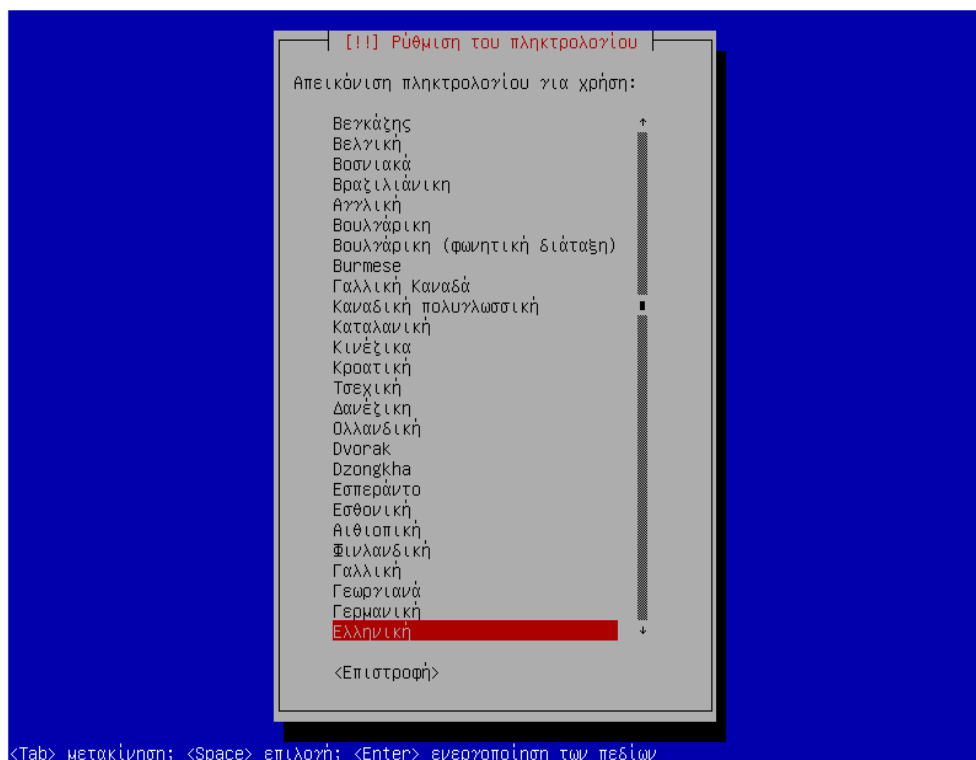 [!!] Ρύθμιση του πληκτρολογίου
Απεικόνιση πληκτρολογίου για χρήση:
Βεγκάζης
Βελγική
Βοσνιακά
Βραζιλιάνικη
Αγγλική
Βουλγάρικη
Βουλγάρικη (φωνητική διάταξη)
Burmese
Γαλλική Καναδά
Καναδική πολυγλωσσική
Καταλανική
Κινέζικα
Κροατική
Τσεχική
Δανέζικη
Ολλανδική
Dvorak
Dzongkha
Εσπεράντο
Εσθονική
Αιθιοπική
Φινλανδική
Γαλλική
Γεωργιανά
Γερμανική
Ελληνική
<Επιστροφή>
<Tab> μετακίνηση; <Space> επιλογή; <Enter> ενεργοποίηση των πεδίων